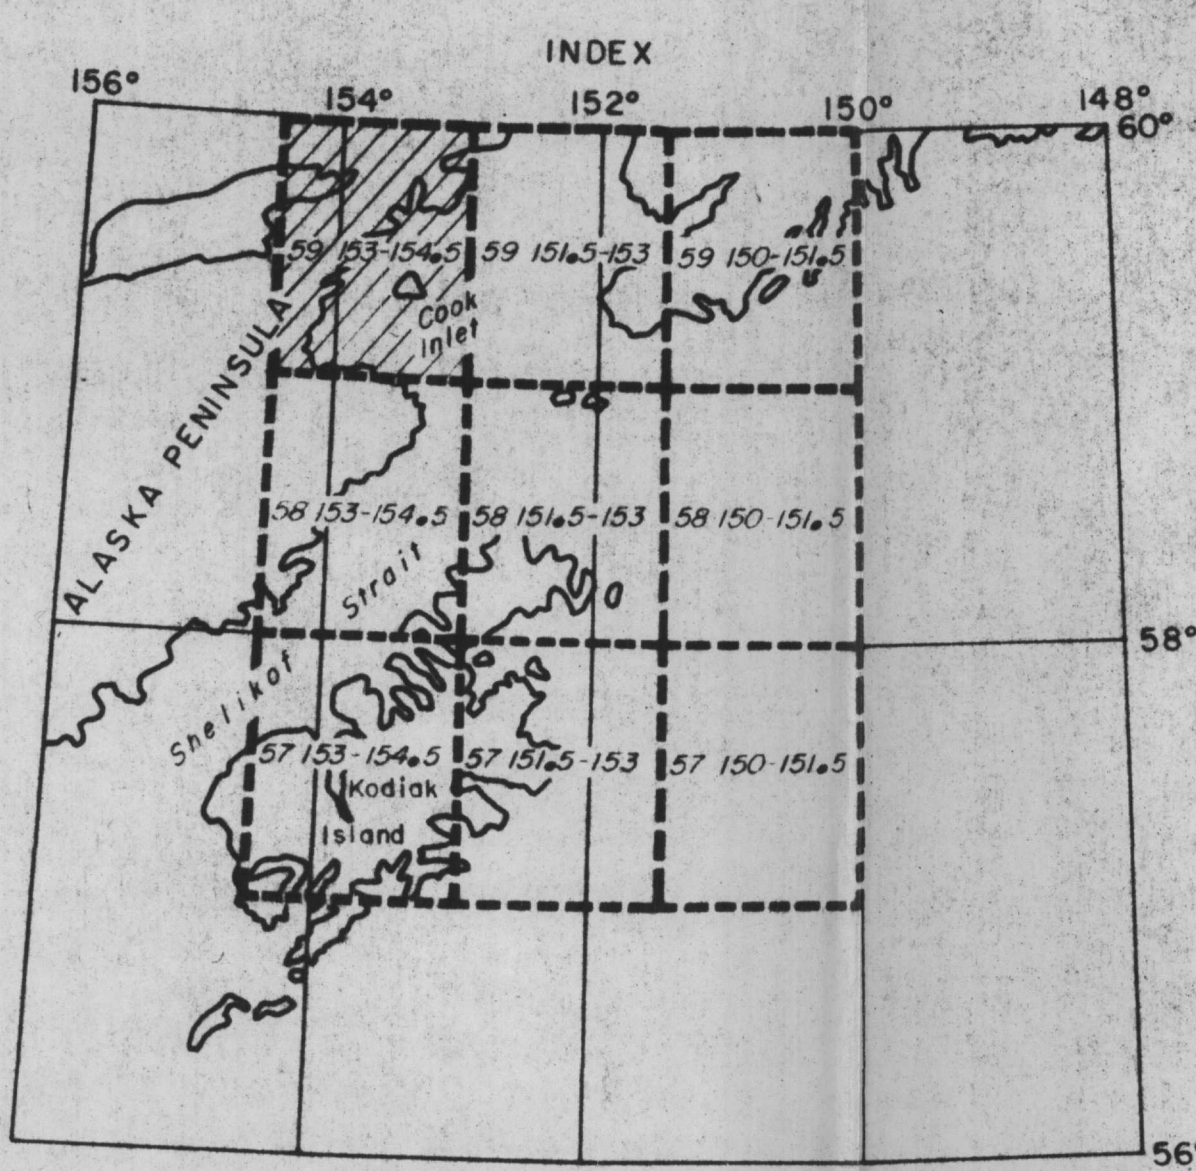 INDEX
156° 154° 152° 150° 148°
60°
59 153-154.5 59 151.5-153 59 150-151.5
Cook
Inlet
ALASKA PENINSULA
58 153-154.5 58 151.5-153 58 150-151.5
Shelikof Strait
58°
57 153-154.5 57 151.5-153 57 150-151.5
Kodiak
Island
56